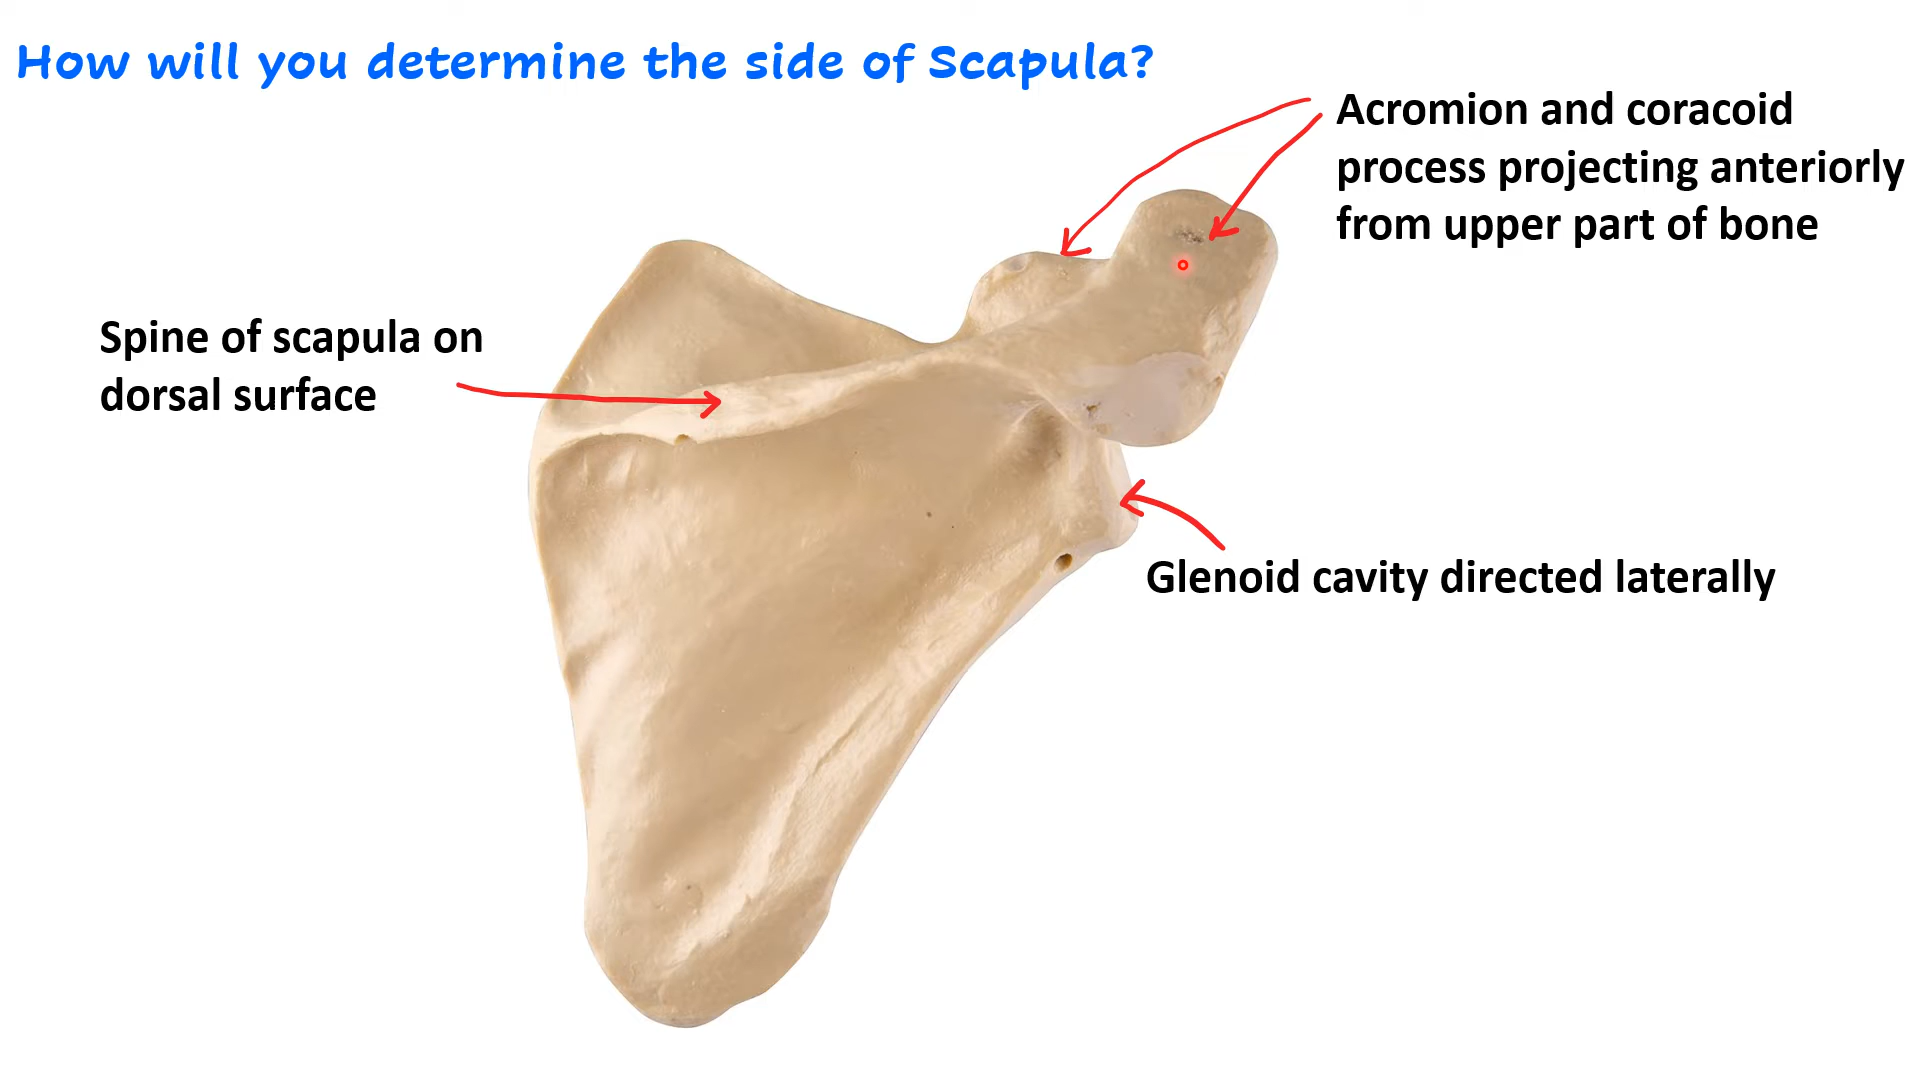 How will you determine the side of Scapula?
Acromion and coracoid
process projecting anteriorly
from upper part of bone
Spine of scapula on
dorsal surface
Glenoid cavity directed laterally